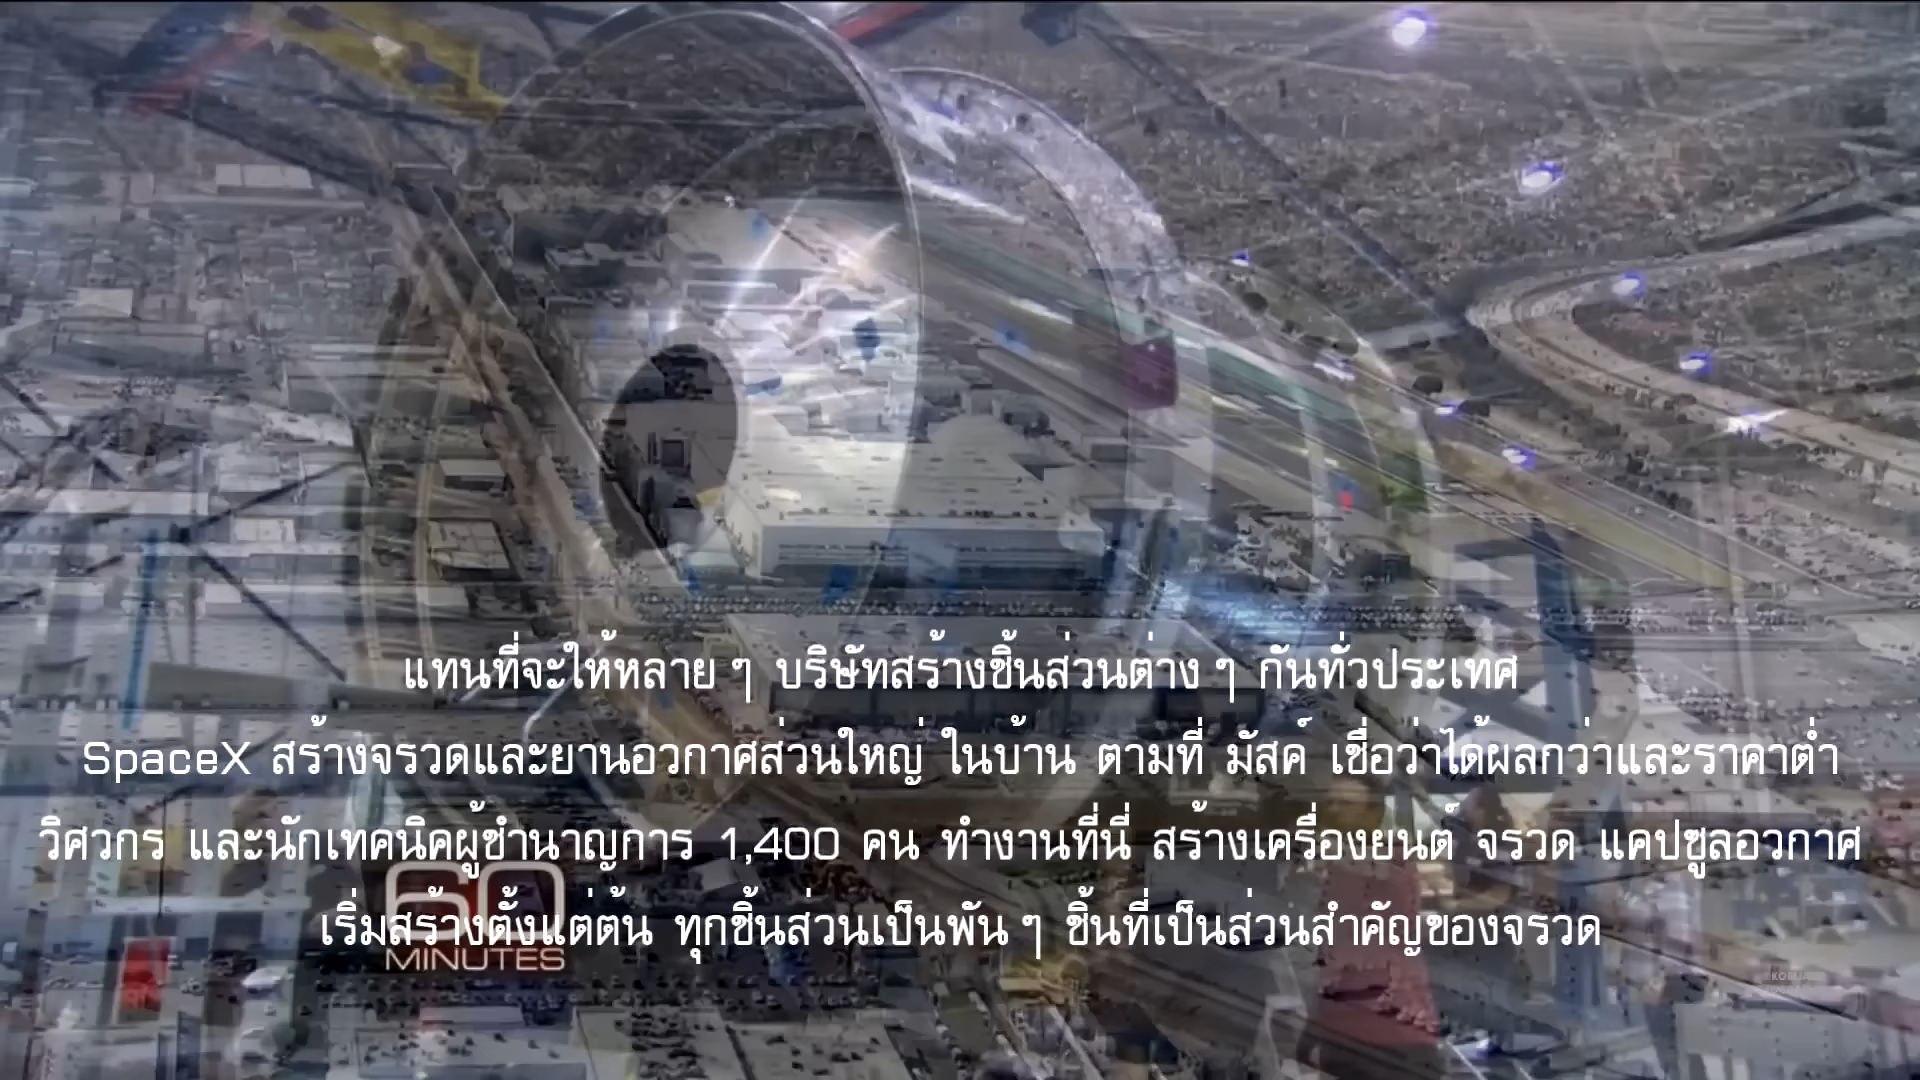 แทนที่จะให้หลาย ๆ บริษัทสร้างชิ้นส่วนต่าง ๆ กันทั่วประเทศ
SpaceX สร้างจรวดและยานอวกาศส่วนใหญ่ ในบ้าน ตามที่ มัสค์ เชื่อว่าได้ผลกว่าและราคาต่ำ
วิศวกร และนักเทคนิคผู้ชำนาญการ 1,400 คน ทำงานที่นี่ สร้างเครื่องยนต์ จรวด แคปซูลอวกาศ
เริ่มสร้างตั้งแต่ต้น ทุกชิ้นส่วนเป็นพัน ๆ ชิ้นที่เป็นส่วนสำคัญของจรวด
60
MINUTES